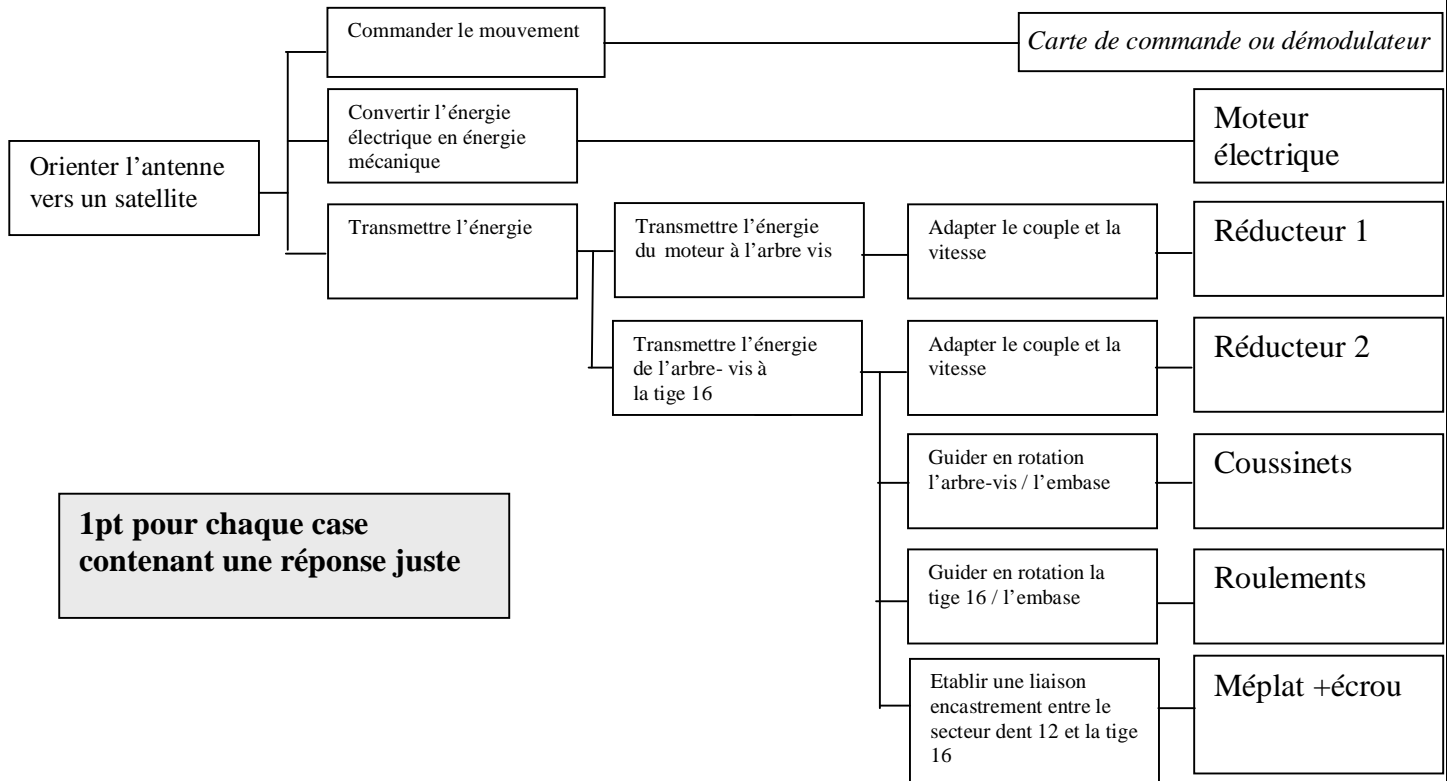 Commander le mouvement
Carte de commande ou démodulateur
Convertir l'énergie
électrique en énergie
mécanique
Moteur
électrique
Orienter l'antenne
vers un satellite
Transmettre l'énergie
Transmettre l'énergie
du moteur à l'arbre vis
Adapter le couple et la
vitesse
Réducteur 1
Transmettre l'énergie
de l'arbre- vis à
la tige 16
Adapter le couple et la
vitesse
Réducteur 2
Guider en rotation
l'arbre-vis / l'embase
Coussinets
1pt pour chaque case
contenant une réponse juste
Guider en rotation la
tige 16 / l'embase
Roulements
Etablir une liaison
encastrement entre le
secteur dent 12 et la tige
16
Méplat +écrou